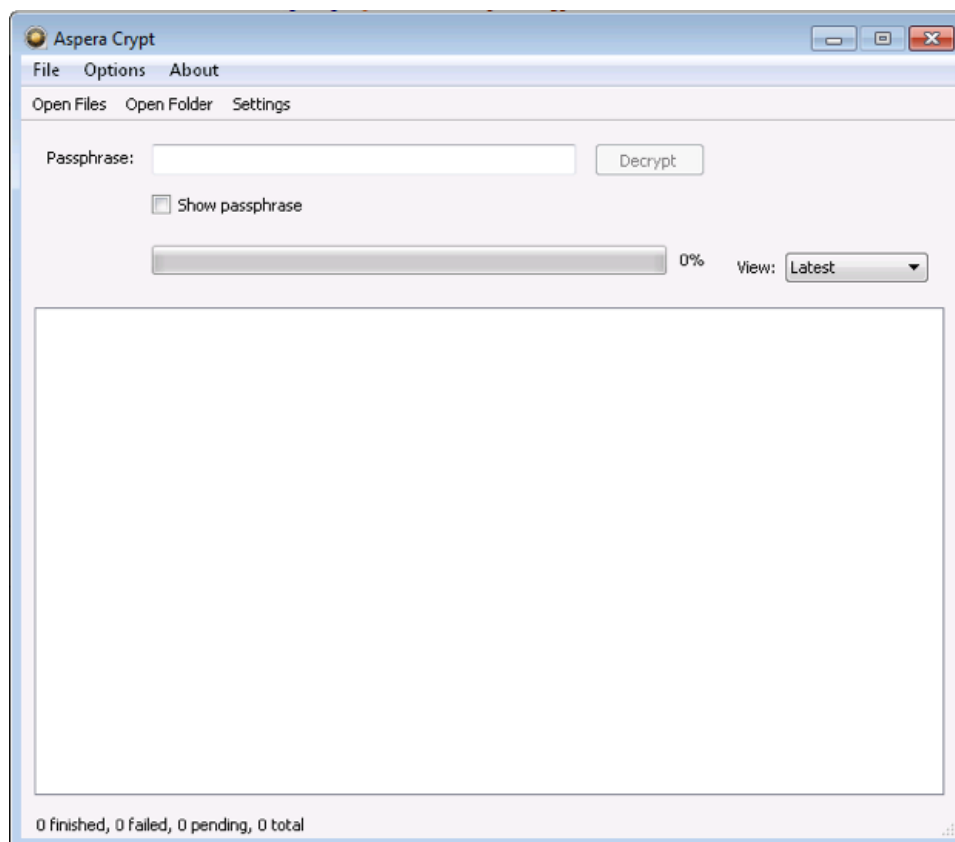 Aspera Crypt
File Options About
Open Files Open Folder Settings
Passphrase: Decrypt
Show passphrase
0% View: Latest
0 finished, 0 failed, 0 pending, 0 total